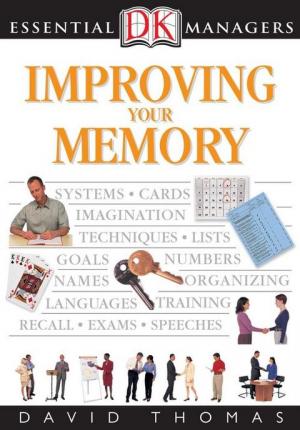 ESSENTIAL DK MANAGERS
IMPROVING
YOUR
MEMORY
SYSTEMS • CARDS
IMAGINATION
TECHNIQUES • LISTS
GOALS NUMBERS
NAMES ORGANIZING
LANGUAGES TRAINING
RECALL • EXAMS • SPEECHES
DAVID THOMAS